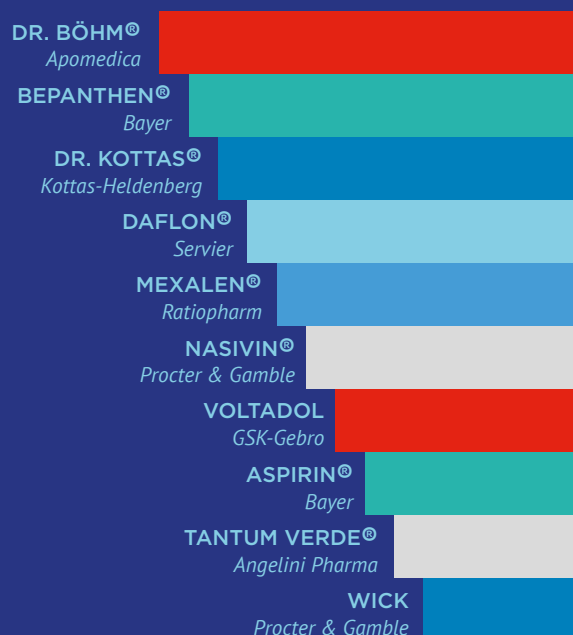 DR. BÖHM®
Apomedica
BEPANTHEN®
Bayer
DR. KOTTAS®
Kottas-Heldenberg
DAFLON®
Servier
MEXALEN®
Ratiopharm
NASIVIN®
Procter & Gamble
VOLTADOL
GSK-Gebro
ASPIRIN®
Bayer
TANTUM VERDE®
Angelini Pharma
WICK
Procter & Gamble